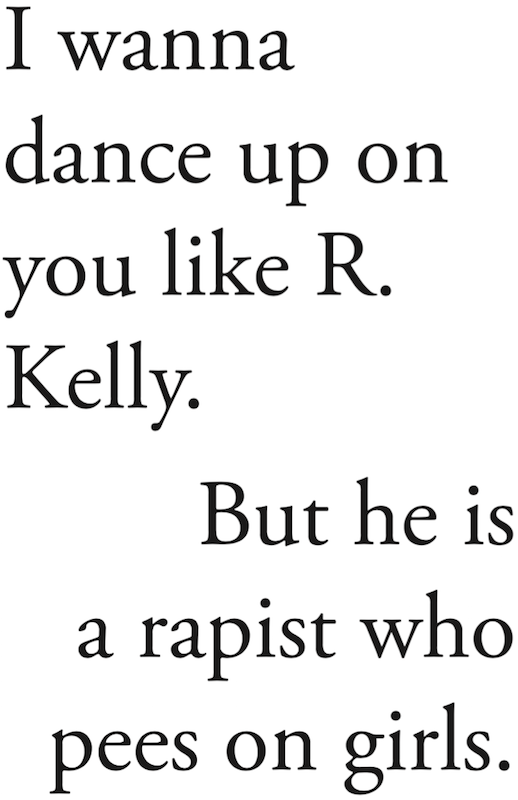 I wanna
dance up on
you like R.
Kelly.
But he is
a rapist who
pees on girls.